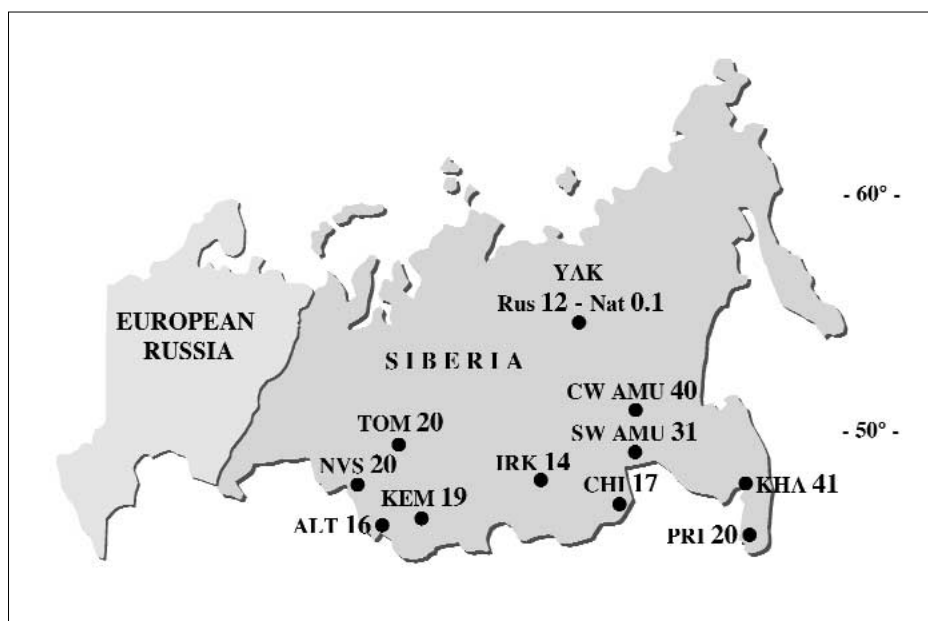 - 60° -
YAK
Rus 12 - Nat 0.1
EUROPEAN
RUSSIA
SIBERIA
CW AMU 40
TOM 20
SW AMU 31
- 50° -
NVS 20
IRK 14
CHI 17
KHA 41
KEM 19
ALT 16
PRI 20